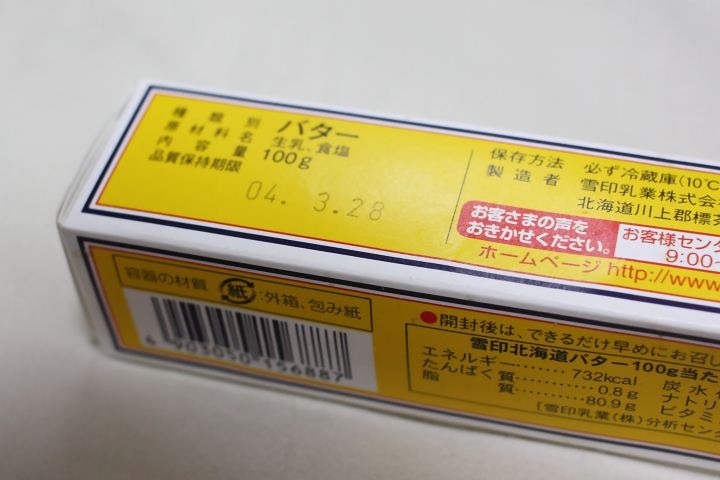 種類別 バター
原材料名 生乳、食塩
内容量 100g
品質保持期限
04. 3.28
保存方法 必ず冷蔵庫(10℃
製造者 雪印乳業株式会
北海道川上郡標
お客さまの声を
おきかせください。
お客様セン
9:00~
ホームページ http://www
容器の材質 紙:外箱、包み紙
4 903050 156887
●開封後は、できるだけ早めにお召し
雪印北海道バター100g当た
エネルギー………732kcal 炭水
たんぱく質………0.8g ナトリ
脂質………80.9g ビタミ
[雪印乳業(株)分析セン